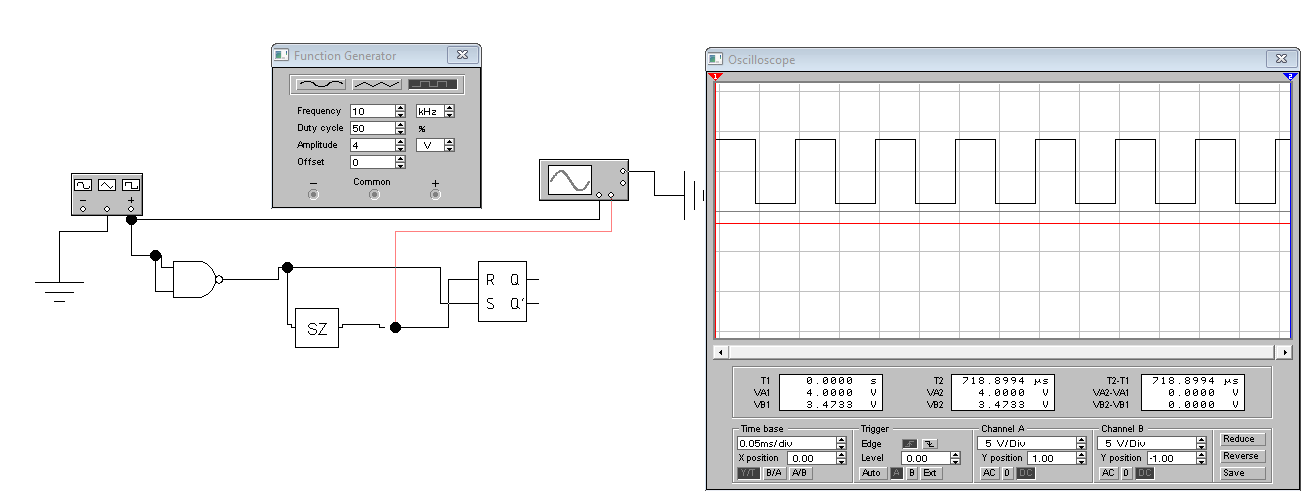 Function Generator
Frequency 10 kHz
Duty cycle 50 %
Amplitude 4 V
Offset 0
− Common +
− +
SZ
R Q
S Q'
Oscilloscope
1 2
T1 0.0000 s T2 718.8994 µs T2-T1 718.8994 µs
VA1 4.0000 V VA2 4.0000 V VA2-VA1 0.0000 V
VB1 3.4733 V VB2 3.4733 V VB2-VB1 0.0000 V
Time base Trigger Channel A Channel B
0.05ms/div Edge 5 V/Div 5 V/Div Reduce
X position 0.00 Level 0.00 Y position 1.00 Y position -1.00 Reverse
Y/T B/A A/B Auto A B Ext AC 0 DC AC 0 DC Save